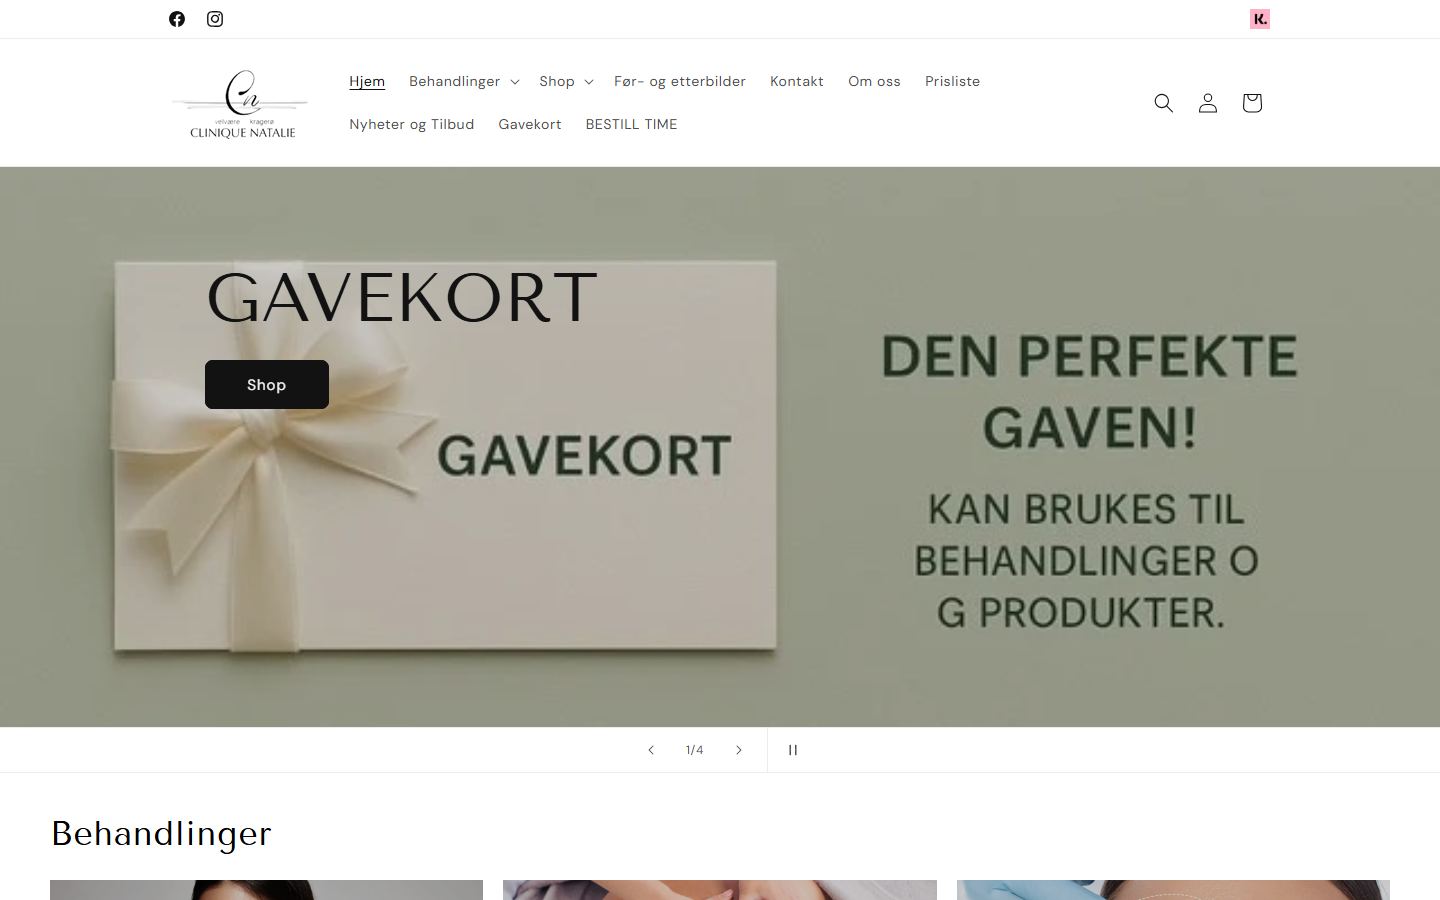 K.
Cn
velvære kragerø
CLINIQUE NATALIE
Hjem Behandlinger Shop Før- og etterbilder Kontakt Om oss Prisliste
Nyheter og Tilbud Gavekort BESTILL TIME
GAVEKORT
Shop
GAVEKORT
DEN PERFEKTE
GAVEN!
KAN BRUKES TIL
BEHANDLINGER O
G PRODUKTER.
1/4
Behandlinger